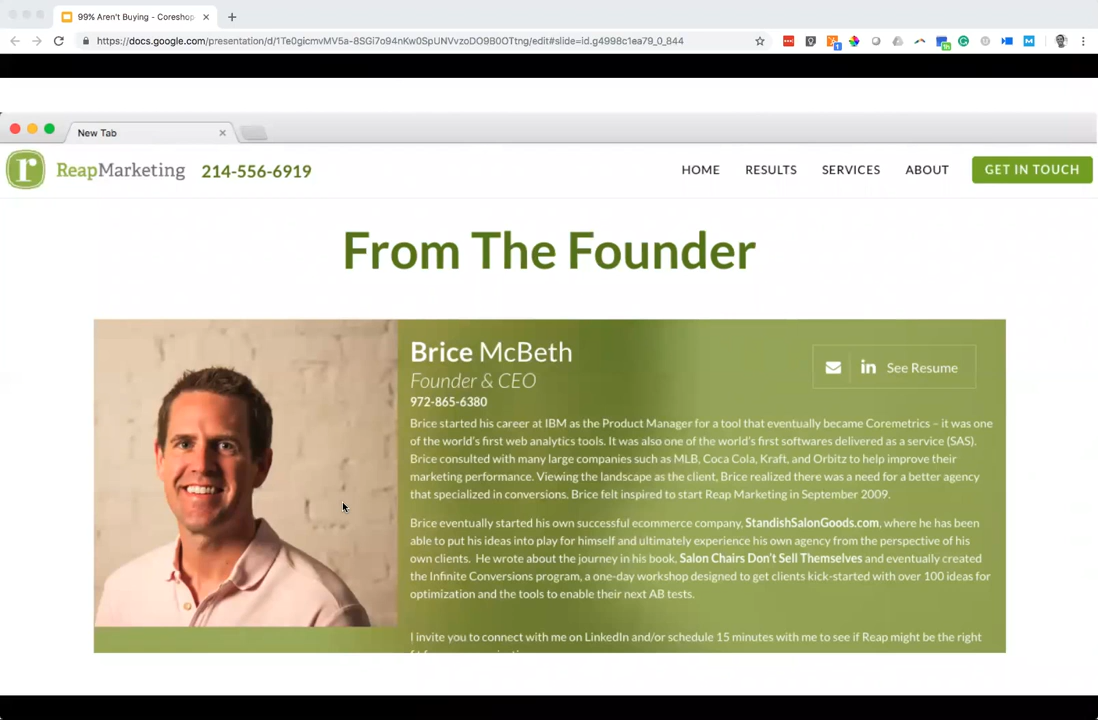 99% Aren't Buying - Coreshop
https://docs.google.com/presentation/d/1Te0gicmvMV5a-8SGi7o94nKw0SpUNVvzoDO9B0OTtng/edit#slide=id.g4998c1ea79_0_844
New Tab
r ReapMarketing 214-556-6919 HOME RESULTS SERVICES ABOUT GET IN TOUCH
From The Founder
Brice McBeth
Founder & CEO
in See Resume
972-865-6380
Brice started his career at IBM as the Product Manager for a tool that eventually became Coremetrics – it was one
of the world's first web analytics tools. It was also one of the world's first softwares delivered as a service (SAS).
Brice consulted with many large companies such as MLB, Coca Cola, Kraft, and Orbitz to help improve their
marketing performance. Viewing the landscape as the client, Brice realized there was a need for a better agency
that specialized in conversions. Brice felt inspired to start Reap Marketing in September 2009.
Brice eventually started his own successful ecommerce company, StandishSalonGoods.com, where he has been
able to put his ideas into play for himself and ultimately experience his own agency from the perspective of his
own clients. He wrote about the journey in his book, Salon Chairs Don't Sell Themselves and eventually created
the Infinite Conversions program, a one-day workshop designed to get clients kick-started with over 100 ideas for
optimization and the tools to enable their next AB tests.
I invite you to connect with me on LinkedIn and/or schedule 15 minutes with me to see if Reap might be the right